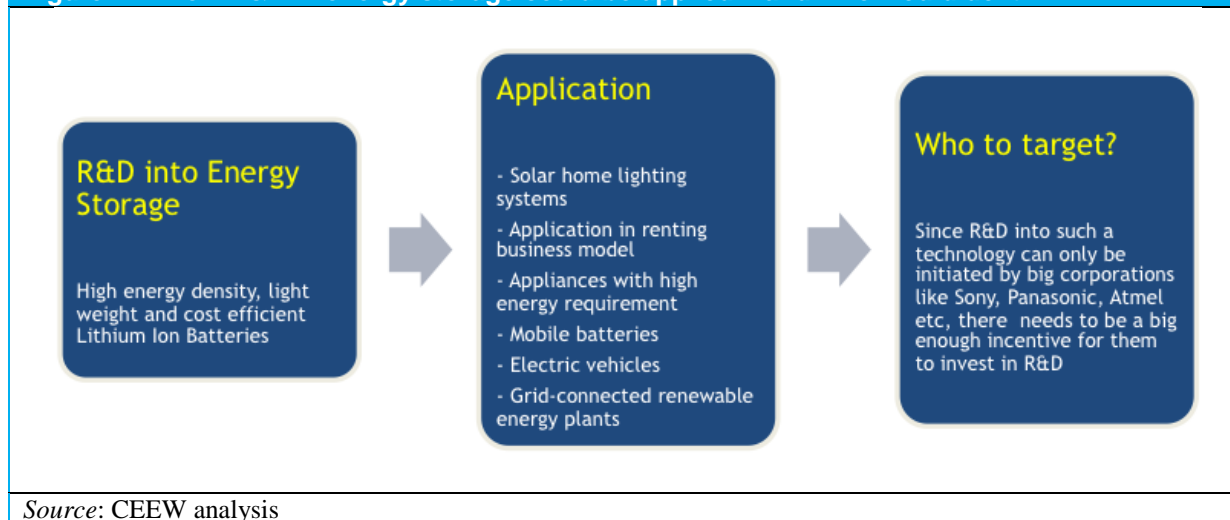 R&D into Energy
Storage
High energy density, light
weight and cost efficient
Lithium Ion Batteries
Application
- Solar home lighting
systems
- Application in renting
business model
- Appliances with high
energy requirement
- Mobile batteries
- Electric vehicles
- Grid-connected renewable
energy plants
Who to target?
Since R&D into such a
technology can only be
initiated by big corporations
like Sony, Panasonic, Atmel
etc, there needs to be a big
enough incentive for them
to invest in R&D
Source: CEEW analysis